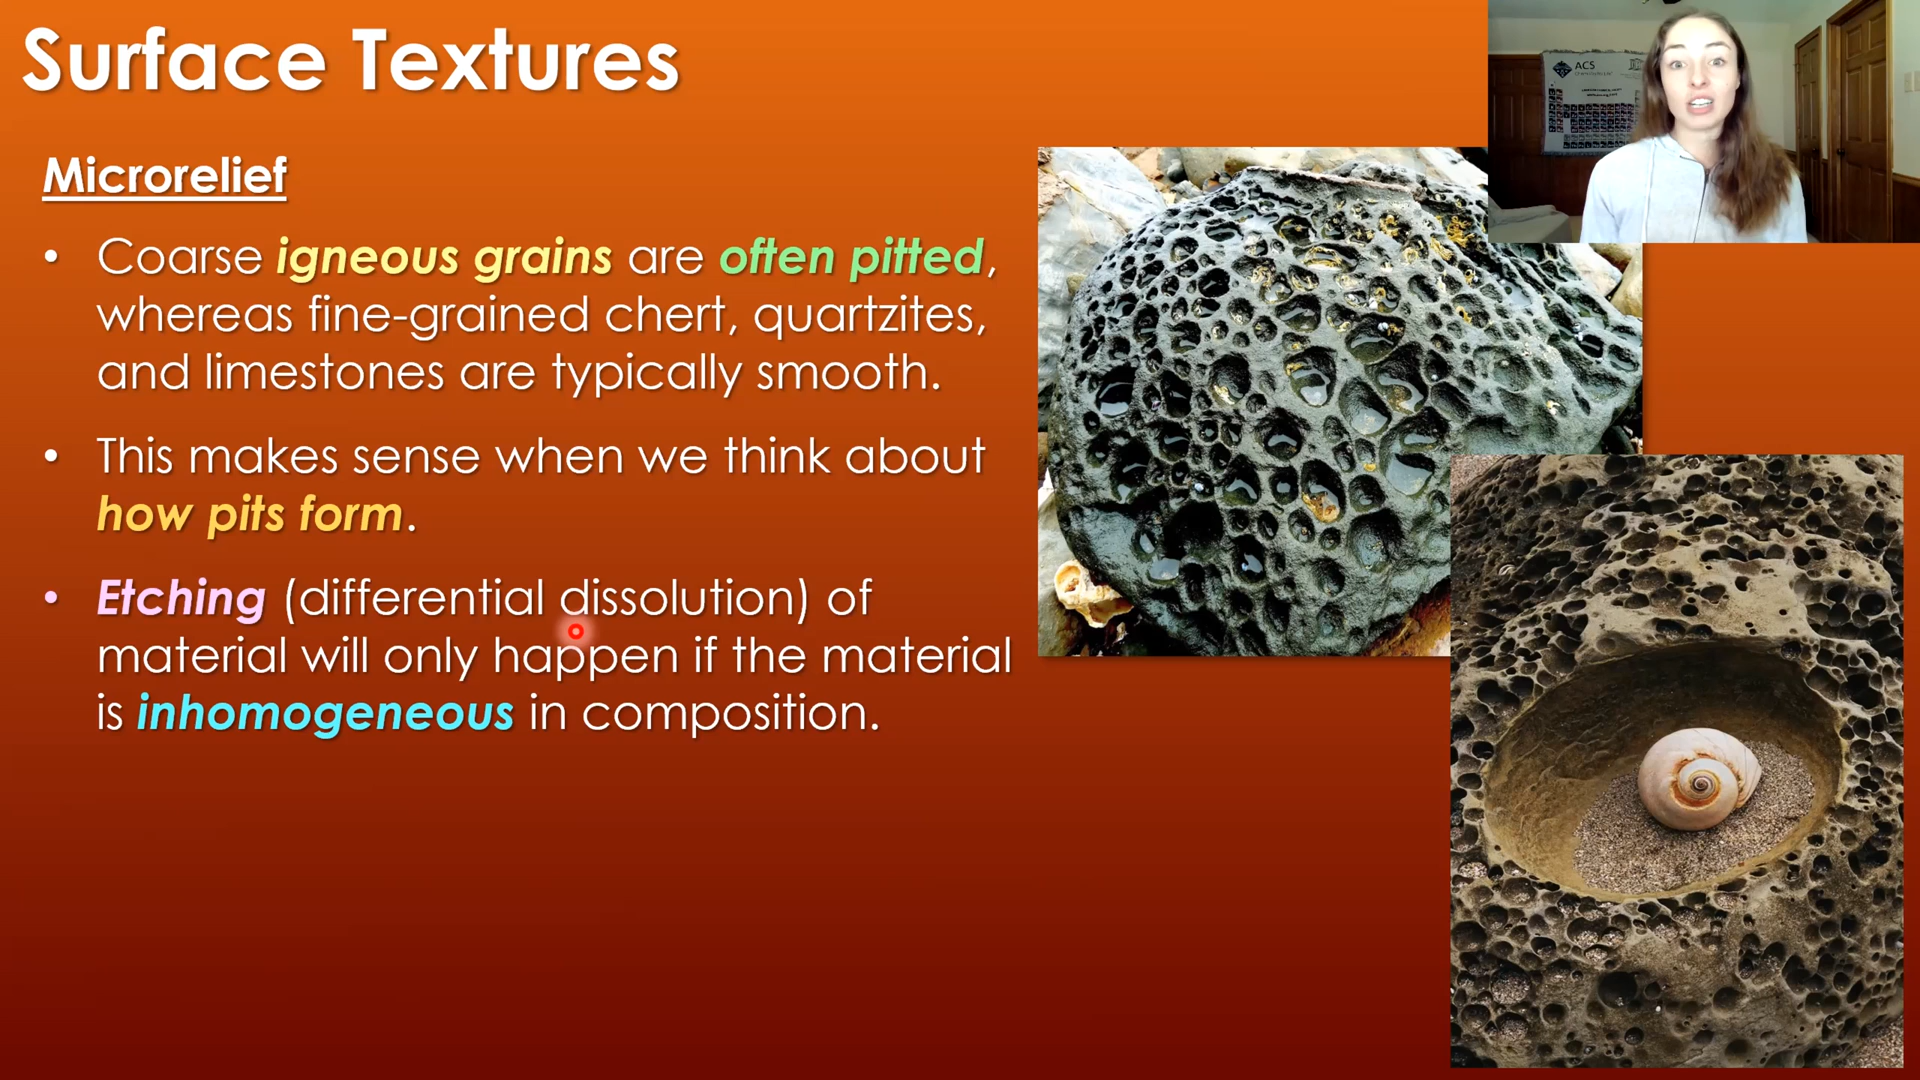 Surface Textures
Microrelief
• Coarse igneous grains are often pitted,
whereas fine-grained chert, quartzites,
and limestones are typically smooth.
• This makes sense when we think about
how pits form.
• Etching (differential dissolution) of
material will only happen if the material
is inhomogeneous in composition.
ACS